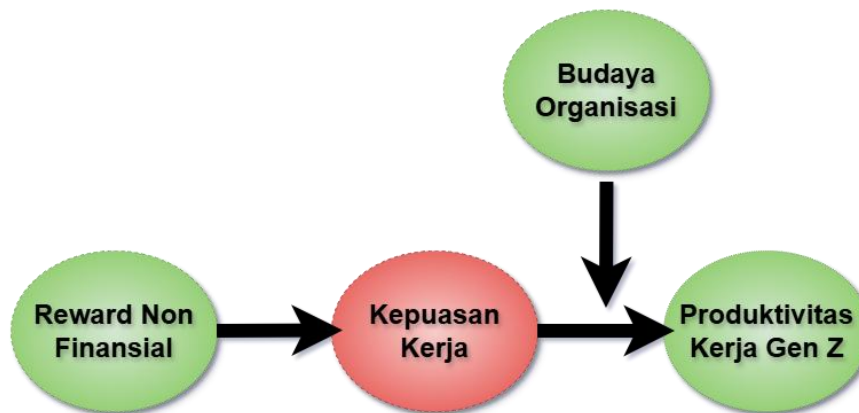 Budaya
Organisasi
Reward Non
Finansial
Kepuasan
Kerja
Produktivitas
Kerja Gen Z